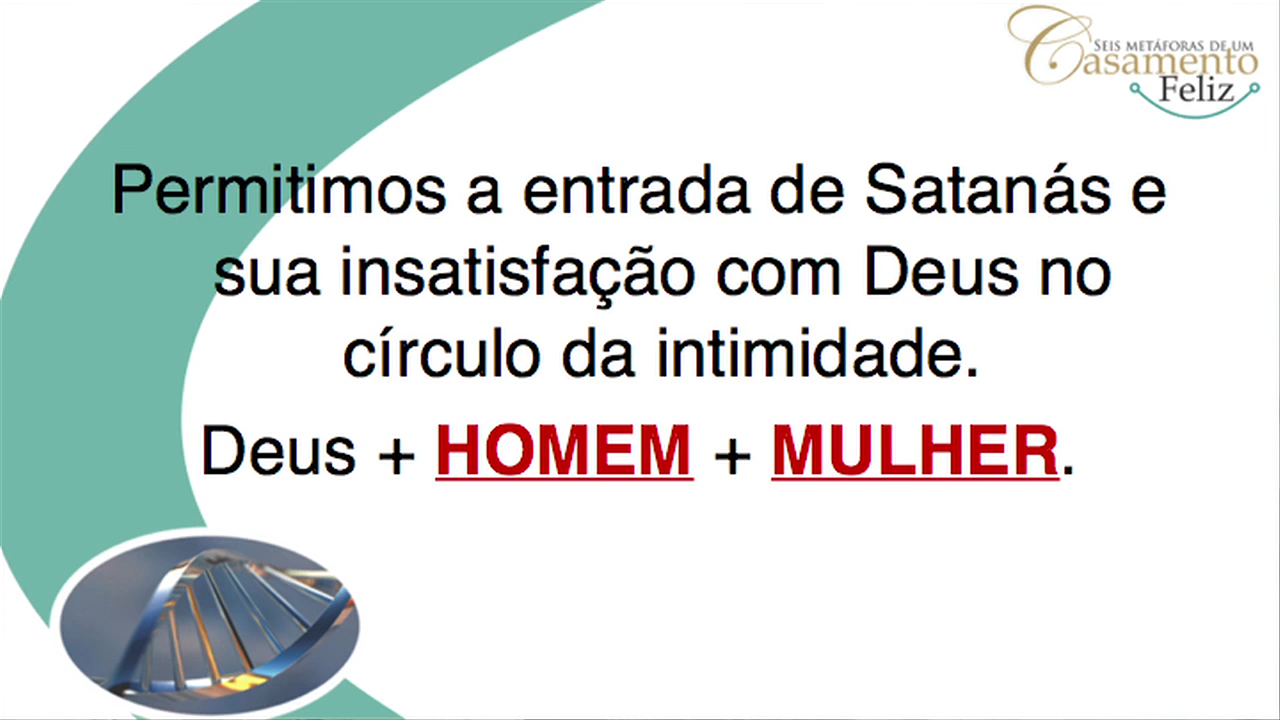 SEIS METÁFORAS DE UM
Casamento
Feliz
Permitimos a entrada de Satanás e
sua insatisfação com Deus no
círculo da intimidade.
Deus + HOMEM + MULHER.